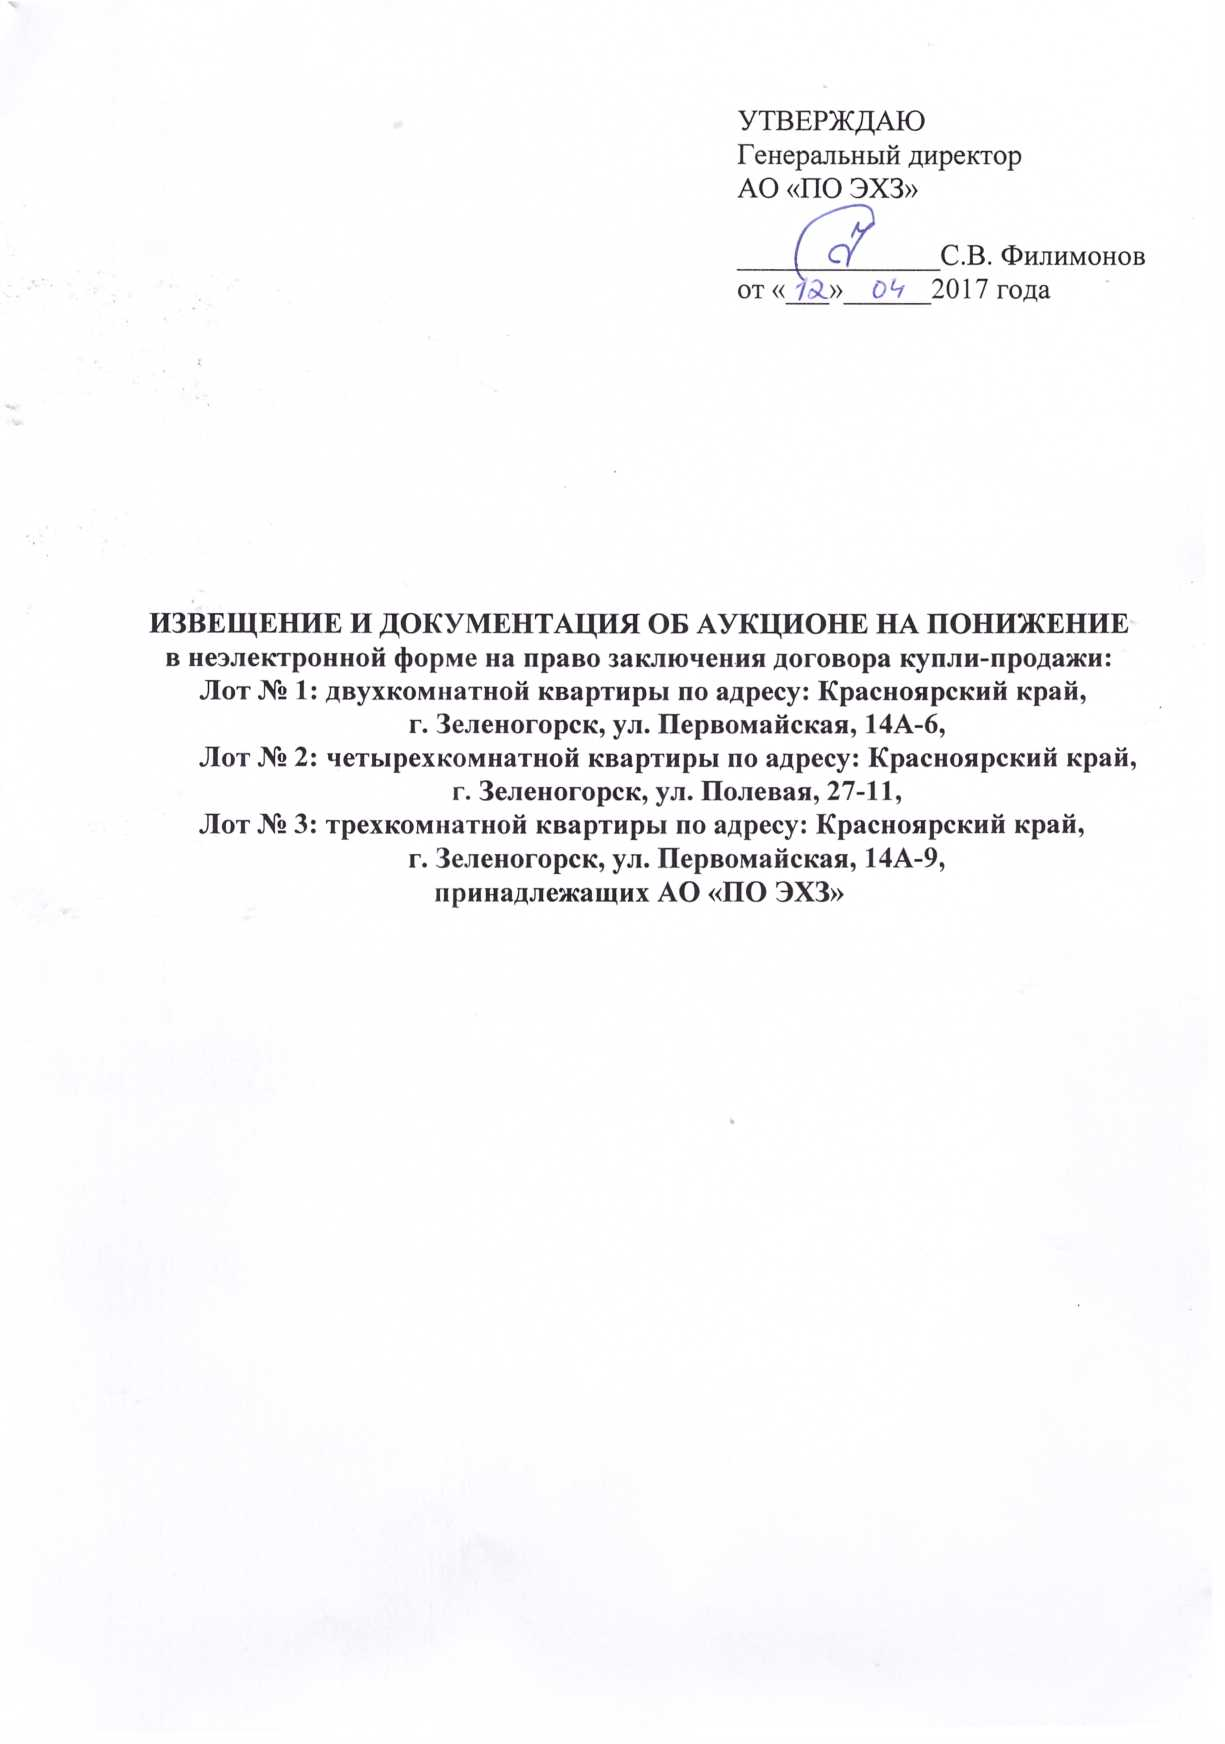 УТВЕРЖДАЮ
Генеральный директор
АО «ПО ЭХЗ»
______________С.В. Филимонов
от «12» 04 2017 года
ИЗВЕЩЕНИЕ И ДОКУМЕНТАЦИЯ ОБ АУКЦИОНЕ НА ПОНИЖЕНИЕ
в неэлектронной форме на право заключения договора купли-продажи:
Лот № 1: двухкомнатной квартиры по адресу: Красноярский край,
г. Зеленогорск, ул. Первомайская, 14А-6,
Лот № 2: четырехкомнатной квартиры по адресу: Красноярский край,
г. Зеленогорск, ул. Полевая, 27-11,
Лот № 3: трехкомнатной квартиры по адресу: Красноярский край,
г. Зеленогорск, ул. Первомайская, 14А-9,
принадлежащих АО «ПО ЭХЗ»